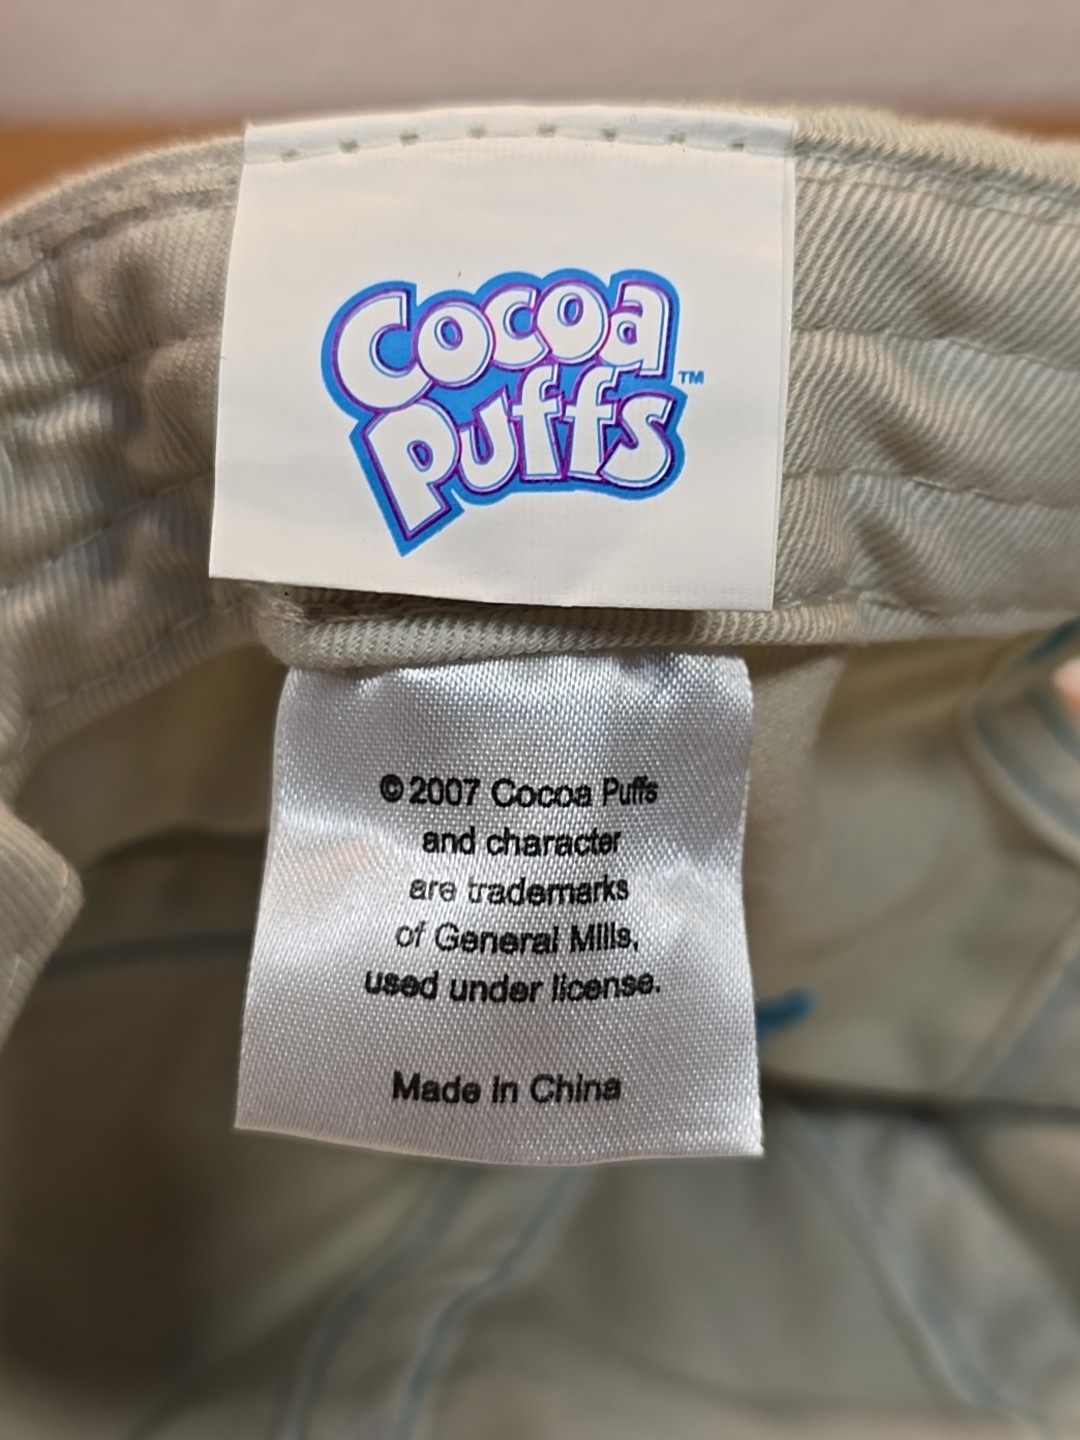 Cocoa
Puffs™
©2007 Cocoa Puffs
and character
are trademarks
of General Mills,
used under license.
Made in China